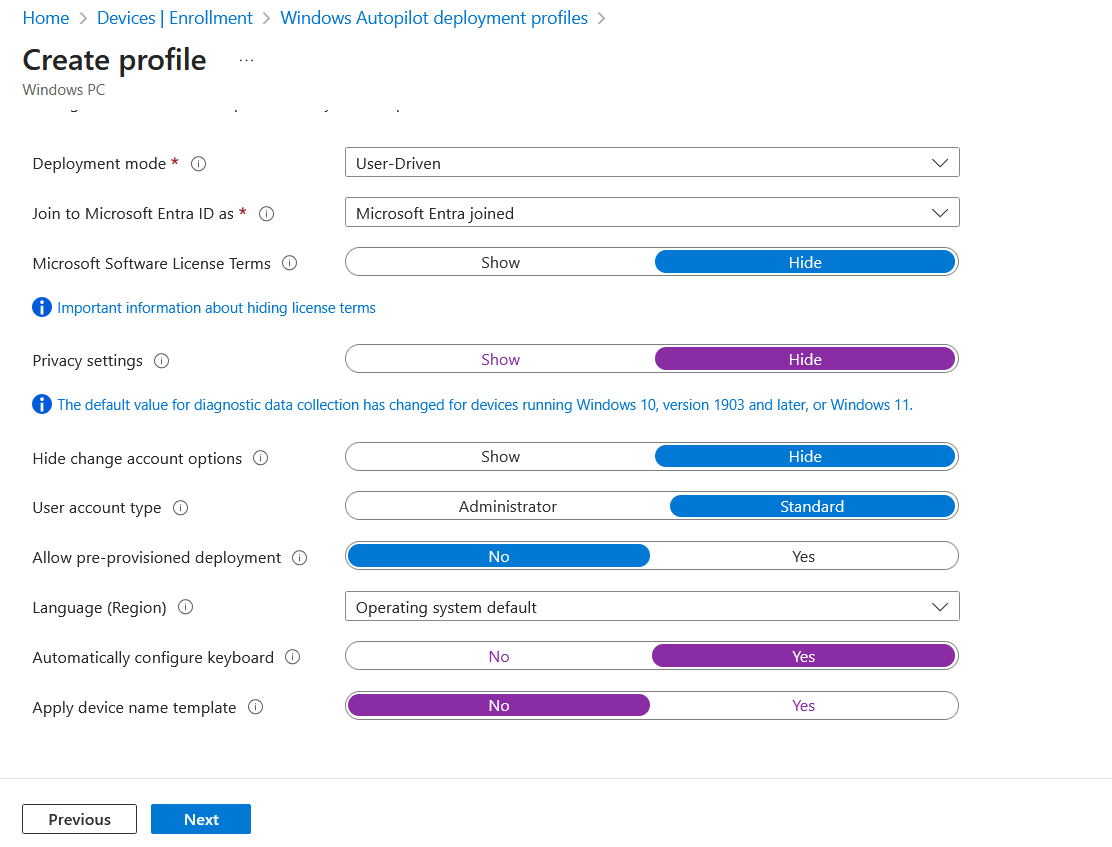 Home > Devices | Enrollment > Windows Autopilot deployment profiles >
Create profile ...
Windows PC
Deployment mode * User-Driven
Join to Microsoft Entra ID as * Microsoft Entra joined
Microsoft Software License Terms Show Hide
Important information about hiding license terms
Privacy settings Show Hide
The default value for diagnostic data collection has changed for devices running Windows 10, version 1903 and later, or Windows 11.
Hide change account options Show Hide
User account type Administrator Standard
Allow pre-provisioned deployment No Yes
Language (Region) Operating system default
Automatically configure keyboard No Yes
Apply device name template No Yes
Previous Next